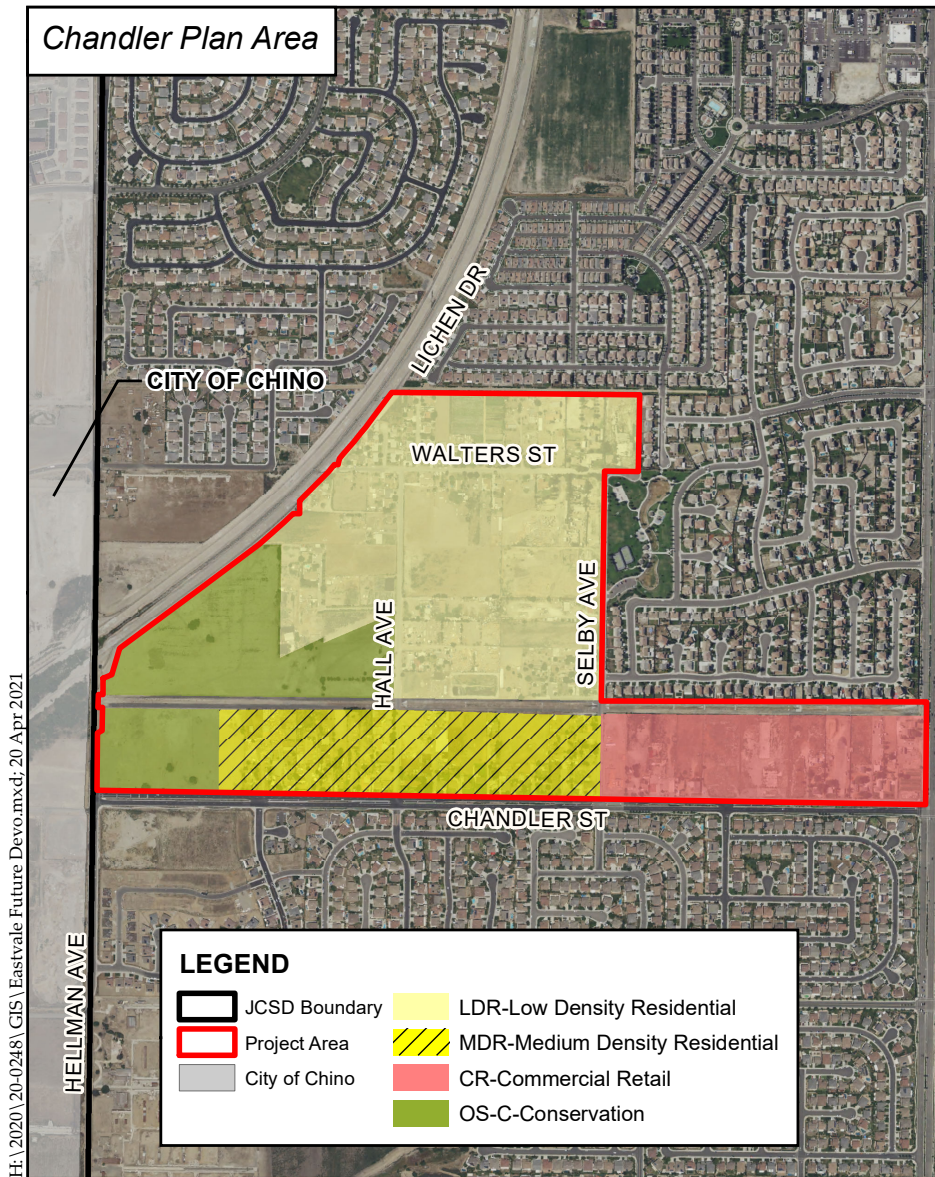 Chandler Plan Area
LICHEN DR
CITY OF CHINO
WALTERS ST
HALL AVE
SELBY AVE
CHANDLER ST
HELLMAN AVE
H:\2020\20-0248\GIS\Eastvale Future Devo.mxd; 20 Apr 2021
LEGEND
JCSD Boundary
Project Area
City of Chino
LDR-Low Density Residential
MDR-Medium Density Residential
CR-Commercial Retail
OS-C-Conservation